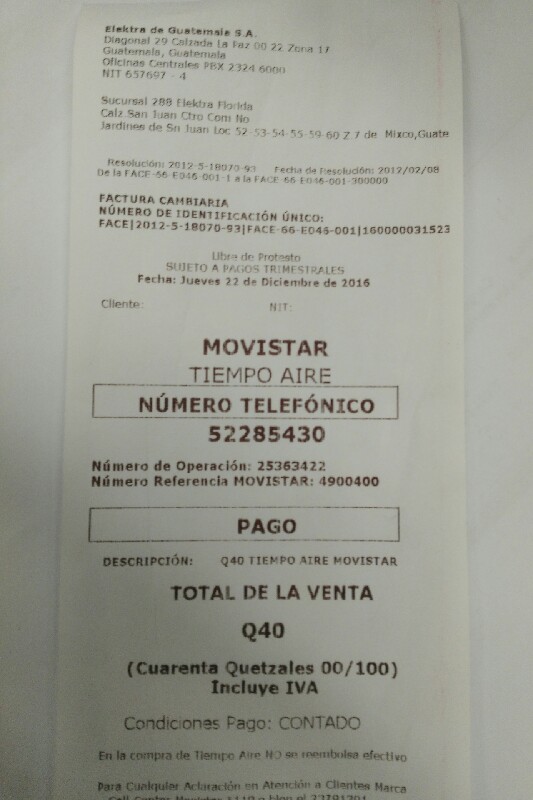 Elektra de Guatemala S.A.
Diagonal 29 Calzada La Paz 00 22 Zona 17
Guatemala, Guatemala
Oficinas Centrales PBX 2324 6000
NIT 657697 - 4
Sucursal 288 Elektra Florida
Calz San Juan Ctro Com No
Jardines de Sn Juan Loc 52-53-54-55-59-60 Z 7 de Mixco,Guate
Resolución: 2012-5-18070-93 Fecha de Resolución: 2012/02/08
De la FACE-66-E046-001-1 a la FACE-66-E046-001-300000
FACTURA CAMBIARIA
NÚMERO DE IDENTIFICACIÓN ÚNICO:
FACE|2012-5-18070-93|FACE-66-E046-001|160000031523
Libre de Protesto
SUJETO A PAGOS TRIMESTRALES
Fecha: Jueves 22 de Diciembre de 2016
Cliente: NIT:
MOVISTAR
TIEMPO AIRE
NÚMERO TELEFÓNICO
52285430
Número de Operación: 25363422
Número Referencia MOVISTAR: 4900400
PAGO
DESCRIPCIÓN: Q40 TIEMPO AIRE MOVISTAR
TOTAL DE LA VENTA
Q40
(Cuarenta Quetzales 00/100)
Incluye IVA
Condiciones Pago: CONTADO
En la compra de Tiempo Aire NO se reembolsa efectivo
Para Cualquier Aclaración en Atención a Clientes Marca